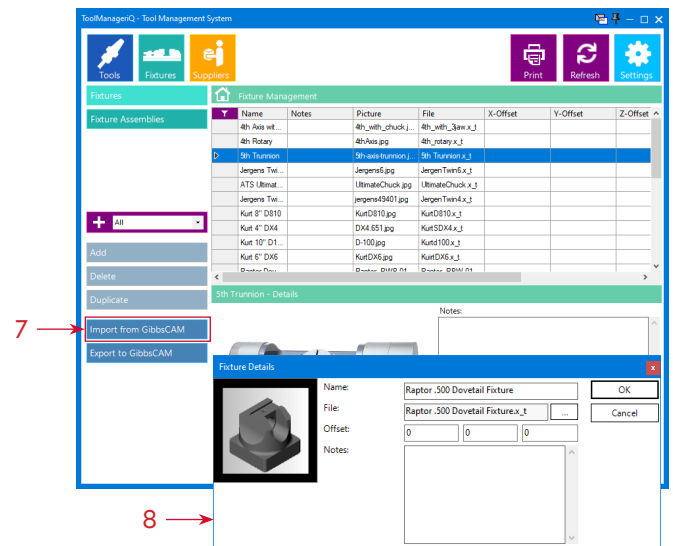 ToolManageriQ - Tool Management System
Tools
Fixtures
Suppliers
Print
Refresh
Settings
Fixtures
Fixture Assemblies
All
Add
Delete
Duplicate
7
Import from GibbsCAM
Export to GibbsCAM
Fixture Management
Name Notes Picture File X-Offset Y-Offset Z-Offset
4th Axis wit... 4th_with_chuck.j... 4th_with_3jaw.x_t
4th Rotary 4thAxis.jpg 4th_rotary.x_t
5th Trunnion 5th-axis-trunnion.j... 5th Trunnion.x_t
Jergens Twi... Jergens6.jpg JergenTwin6.x_t
ATS Ultimat... UltimateChuck.jpg UltimateChuck.x_t
Jergens Twi... jergens49401.jpg JergenTwin4.x_t
Kurt 8" D810 KurtD810.jpg KurtD810.x_t
Kurt 4" DX4 DX4.651.jpg KurtSDX4.x_t
Kurt 10" D1... D-100.jpg Kurtd100.x_t
Kurt 6" DX6 KurtDX6.jpg KuirtDX6.x_t
5th Trunnion - Details
Notes:
Fixture Details
x
Name: Raptor .500 Dovetail Fixture OK
File: Raptor .500 Dovetail Fixture.x_t ... Cancel
Offset: 0 0 0
Notes:
8